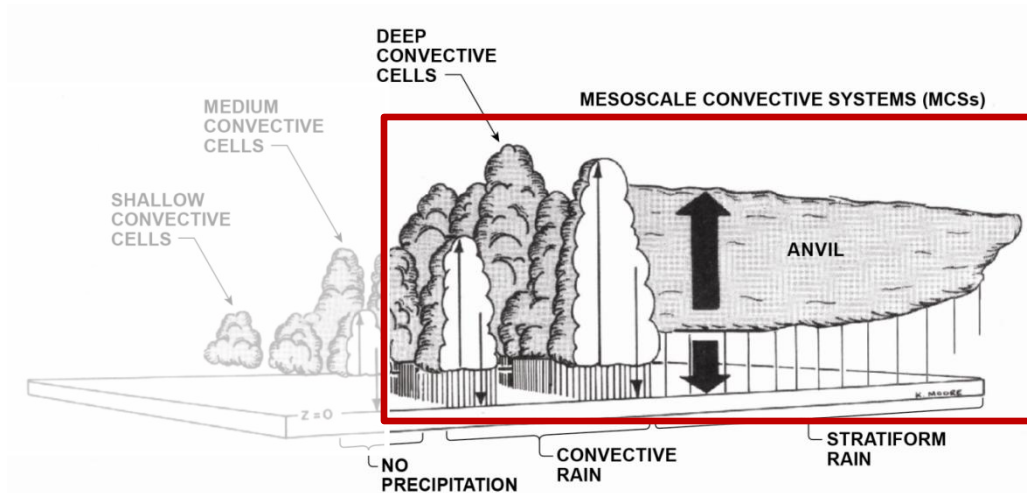 DEEP
CONVECTIVE
CELLS
MESOSCALE CONVECTIVE SYSTEMS (MCSs)
MEDIUM
CONVECTIVE
CELLS
SHALLOW
CONVECTIVE
CELLS
ANVIL
Z=O
K. MOORE
NO
PRECIPITATION
CONVECTIVE
RAIN
STRATIFORM
RAIN